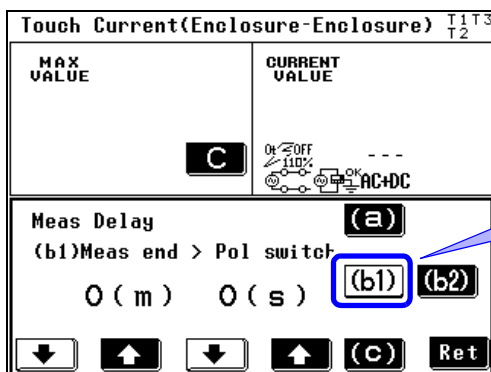 Touch Current(Enclosure-Enclosure) T1T3
T2
MAX
VALUE
CURRENT
VALUE
C
OFF
110%
---
OK
AC+DC
Meas Delay
(a)
(b1)Meas end > Pol switch
0(m) 0(s)
(b1)
(b2)
(c)
Ret